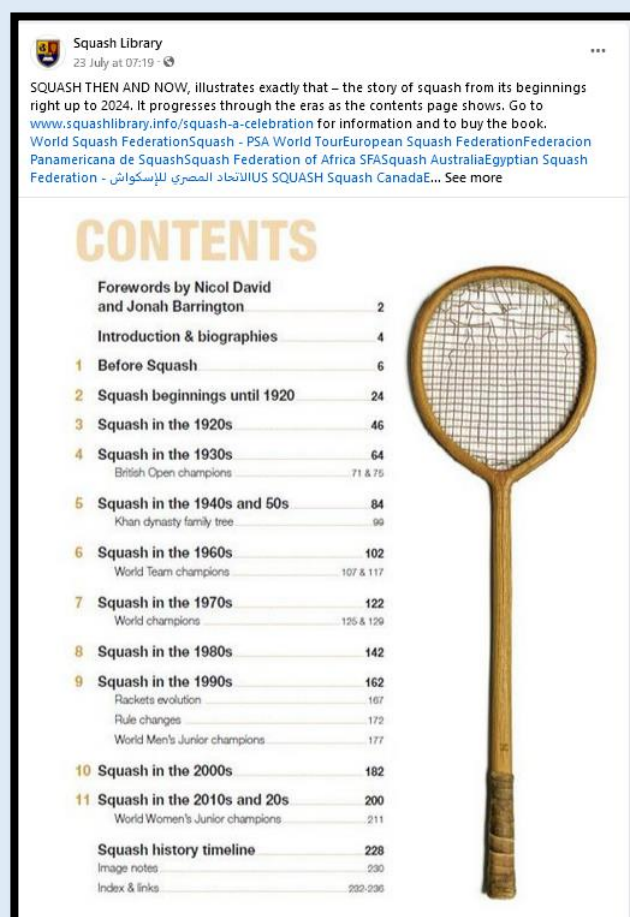 Squash Library
23 July at 07:19 ·
SQUASH THEN AND NOW, illustrates exactly that – the story of squash from its beginnings
right up to 2024. It progresses through the eras as the contents page shows. Go to
www.squashlibrary.info/squash-a-celebration for information and to buy the book.
World Squash FederationSquash - PSA World TourEuropean Squash FederationFederacion
Panamericana de SquashSquash Federation of Africa SFASquash AustraliaEgyptian Squash
Federation - الاتحاد المصري للإسكواشUS SQUASH Squash CanadaE... See more
CONTENTS
Forewords by Nicol David
and Jonah Barrington 2
Introduction & biographies 4
1 Before Squash 6
2 Squash beginnings until 1920 24
3 Squash in the 1920s 46
4 Squash in the 1930s 64
British Open champions 71 & 75
5 Squash in the 1940s and 50s 84
Khan dynasty family tree 99
6 Squash in the 1960s 102
World Team champions 107 & 117
7 Squash in the 1970s 122
World champions 125 & 129
8 Squash in the 1980s 142
9 Squash in the 1990s 162
Rackets evolution 167
Rule changes 172
World Men's Junior champions 177
10 Squash in the 2000s 182
11 Squash in the 2010s and 20s 200
World Women's Junior champions 211
Squash history timeline 228
Image notes 230
Index & links 232-236